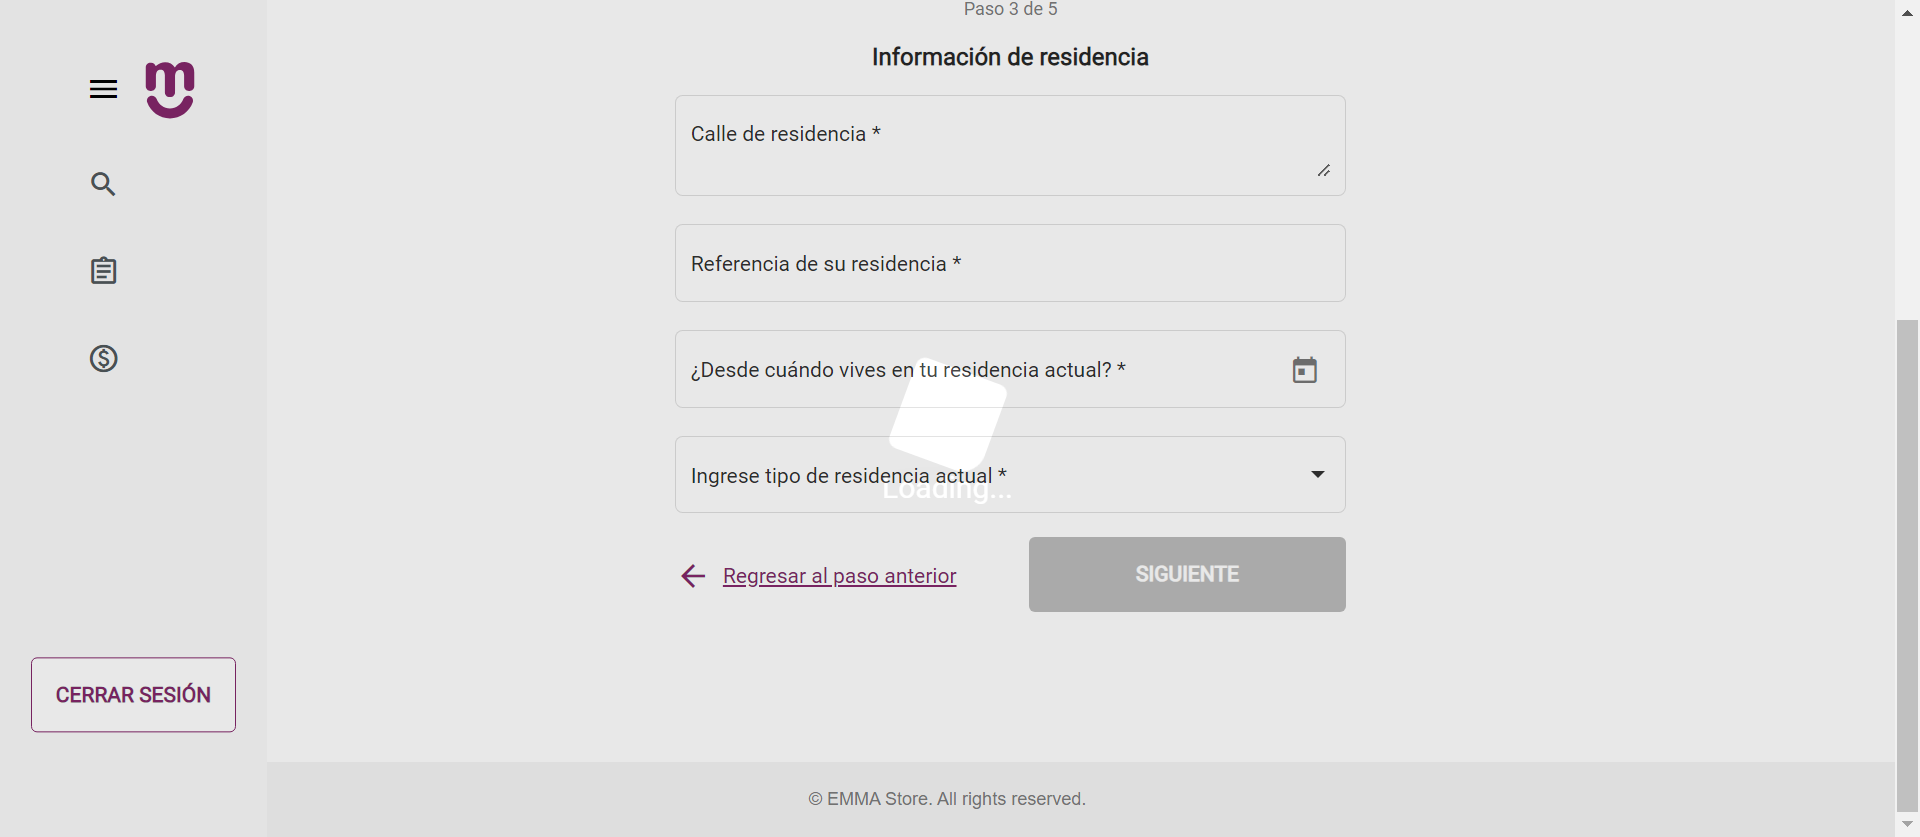 Paso 3 de 5
Información de residencia
Calle de residencia *
Referencia de su residencia *
¿Desde cuándo vives en tu residencia actual? *
Ingrese tipo de residencia actual *
Loading...
Regresar al paso anterior
SIGUIENTE
CERRAR SESIÓN
© EMMA Store. All rights reserved.